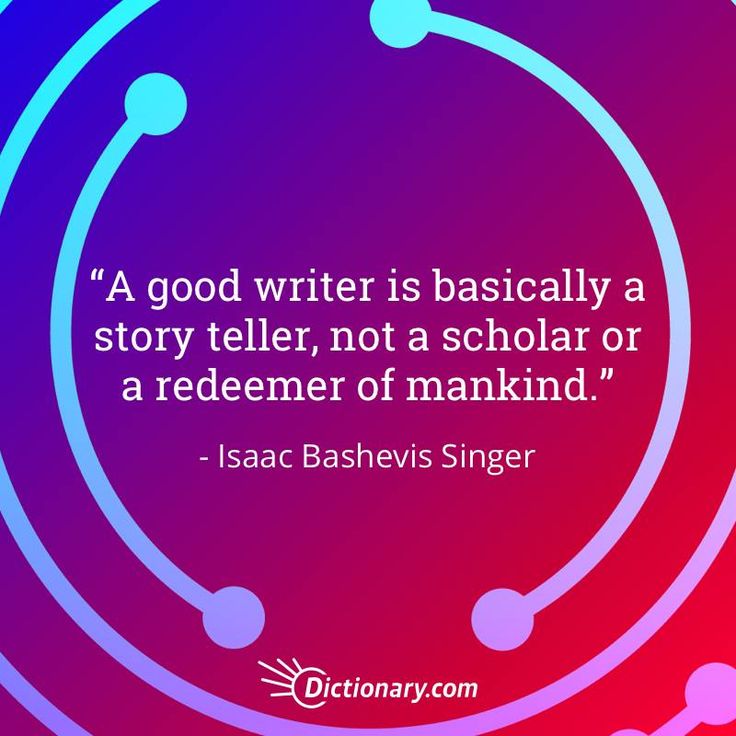 “A good writer is basically a
story teller, not a scholar or
a redeemer of mankind.”
- Isaac Bashevis Singer
Dictionary.com